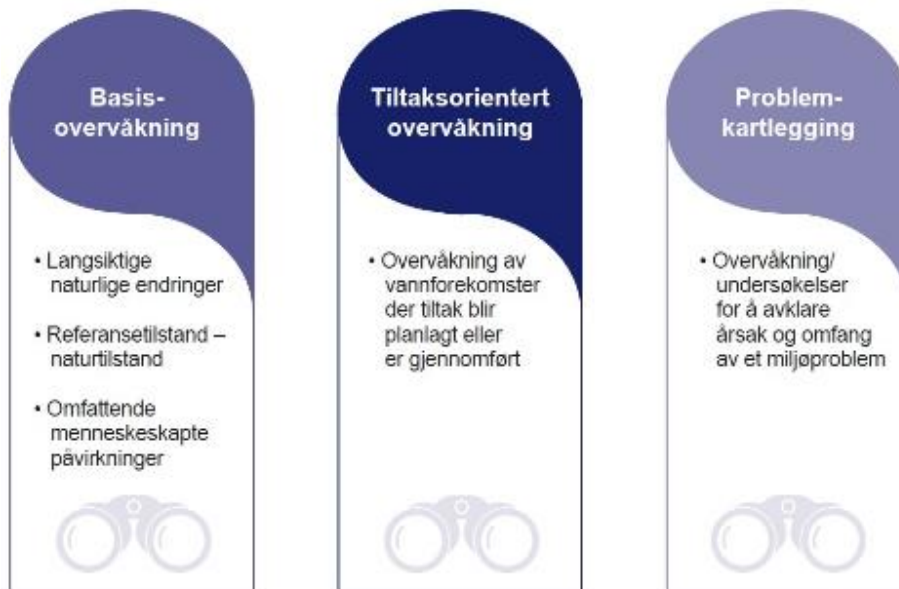 Basis-
overvåkning
• Langsiktige
naturlige endringer
• Referansetilstand –
naturtilstand
• Omfattende
menneskeskapte
påvirkninger
Tiltaksorientert
overvåkning
• Overvåkning av
vannforekomster
der tiltak blir
planlagt eller
er gjennomført
Problem-
kartlegging
• Overvåkning/
undersøkelser
for å avklare
årsak og omfang
av et miljøproblem